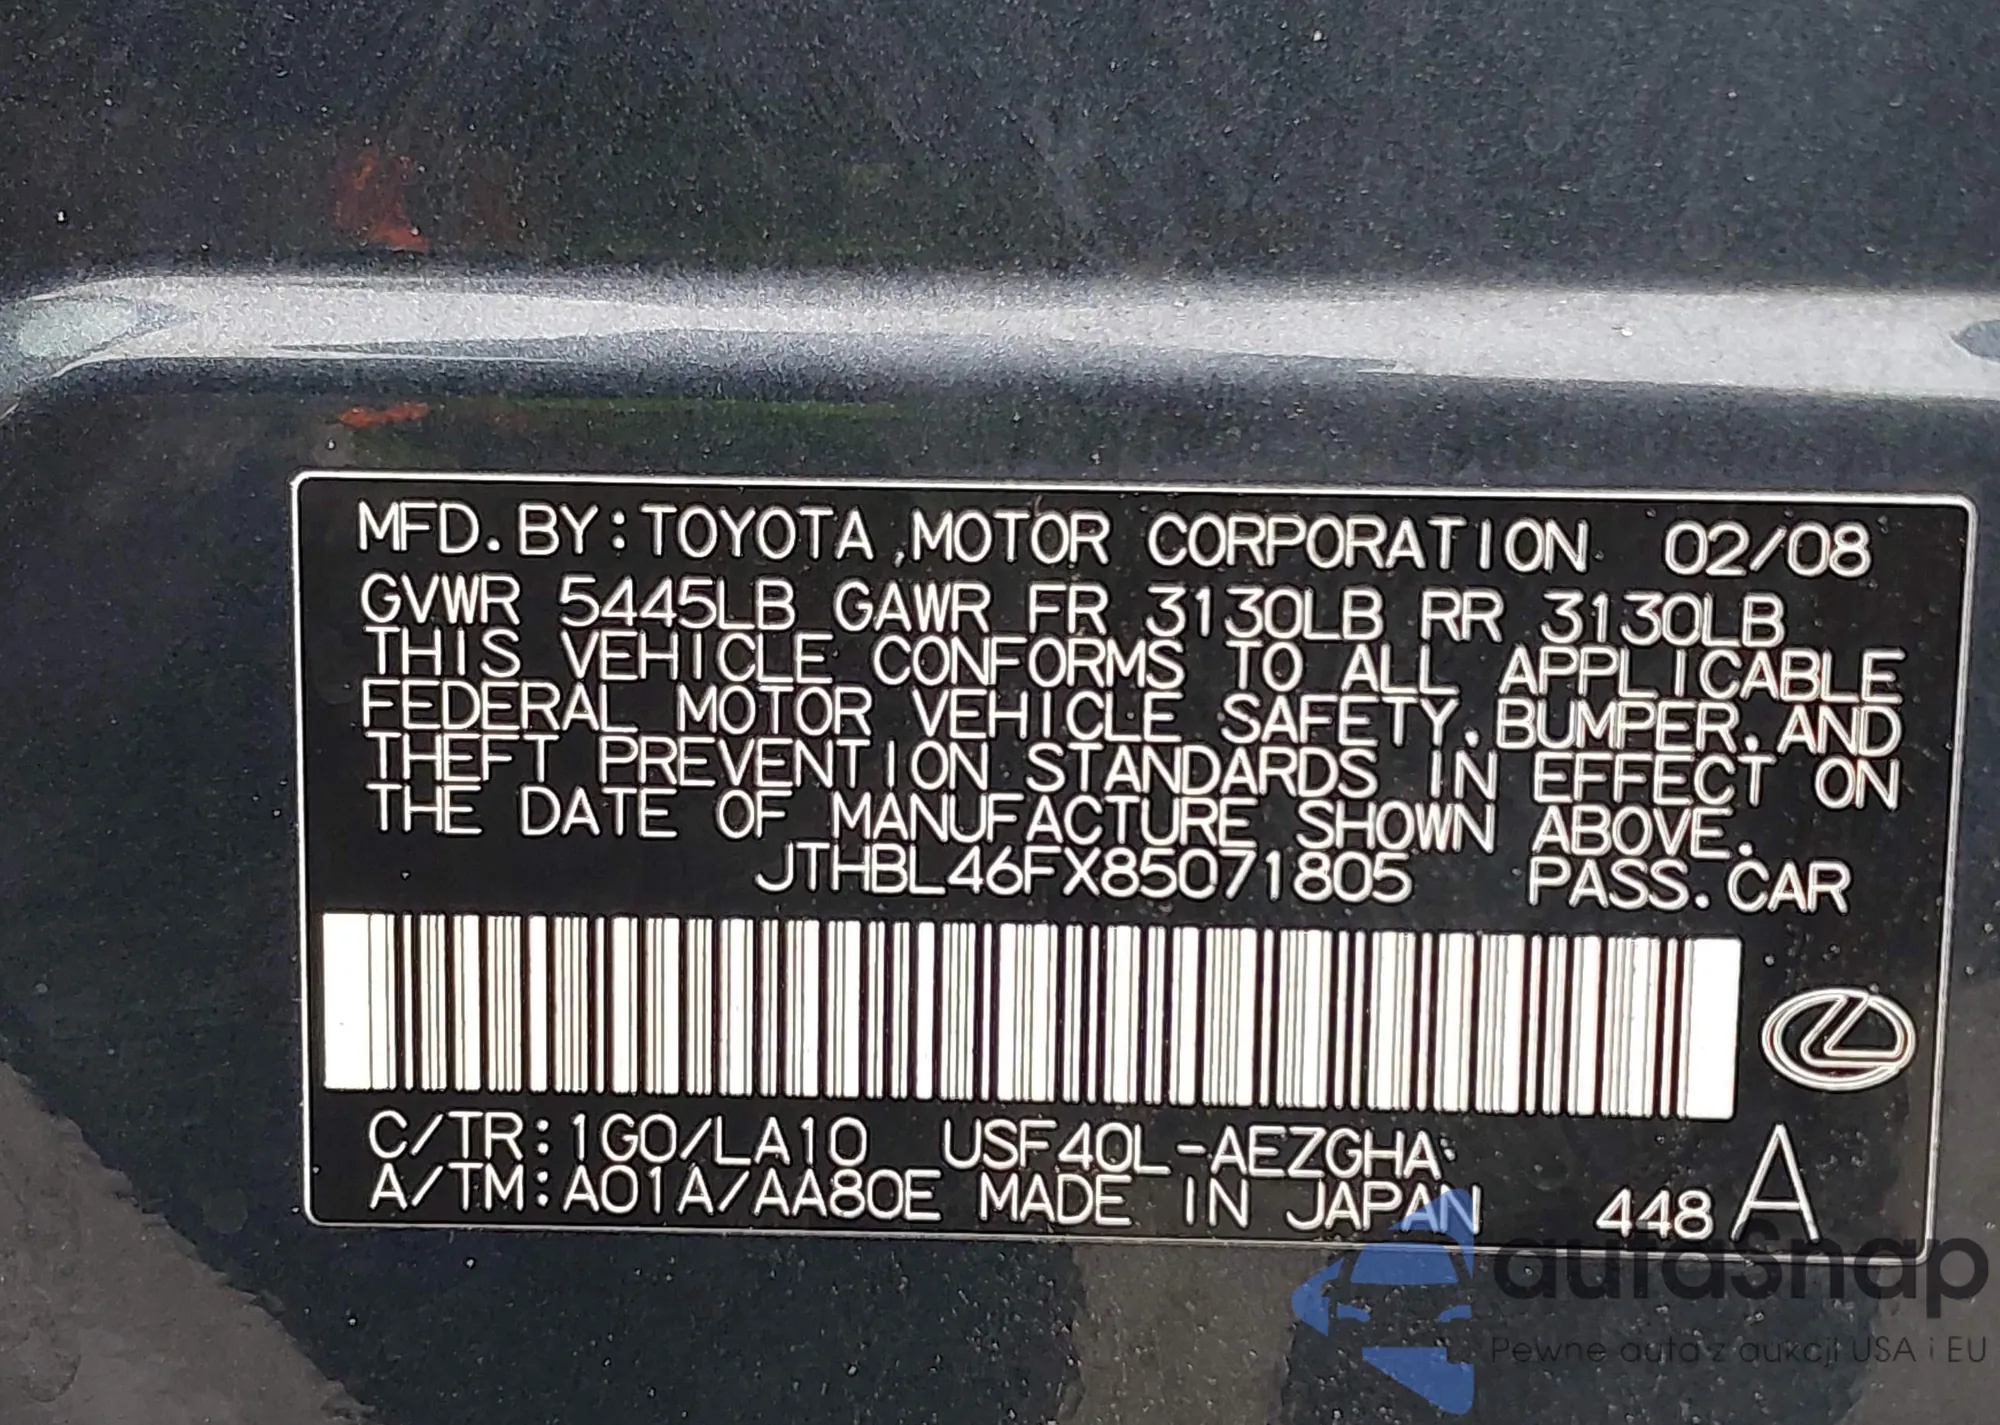 MFD. BY: TOYOTA MOTOR CORPORATION 02/08
GVWR 5445LB GAWR FR 3130LB RR 3130LB
THIS VEHICLE CONFORMS TO ALL APPLICABLE
FEDERAL MOTOR VEHICLE SAFETY, BUMPER, AND
THEFT PREVENTION STANDARDS IN EFFECT ON
THE DATE OF MANUFACTURE SHOWN ABOVE.
JTHBL46FX85071805 PASS. CAR
C/TR: 1G0/LA10 USF40L-AEZGHA
A/TM: A01A/AA80E MADE IN JAPAN 448 A
autosnap
Pewne auta z aukcji USA i EU